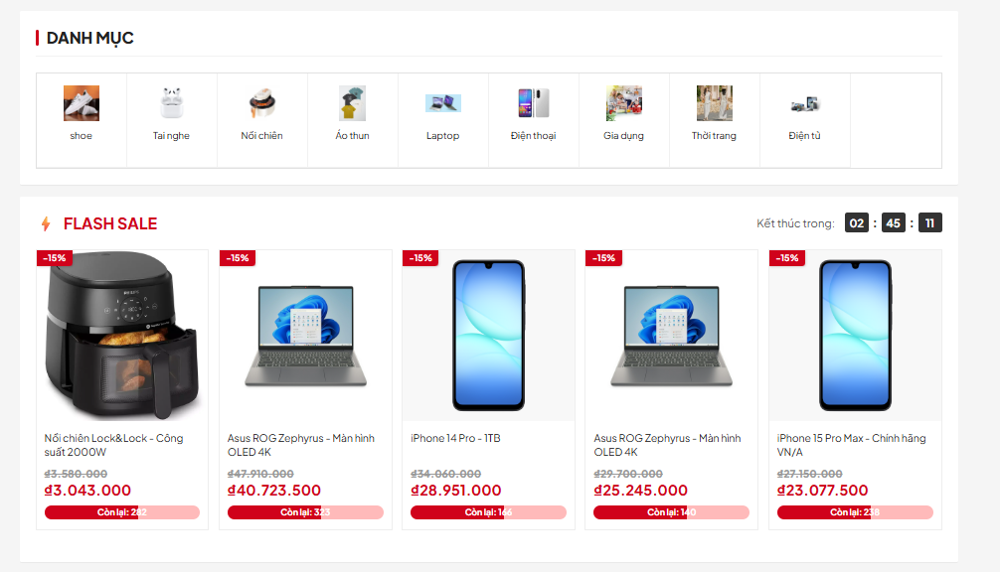 DANH MỤC
shoe
Tai nghe
Nồi chiên
Áo thun
Laptop
Điện thoại
Gia dụng
Thời trang
Điện tử
FLASH SALE
Kết thúc trong: 02 : 45 : 11
-15%
-15%
-15%
-15%
-15%
Nồi chiên Lock&Lock - Công
suất 2000W
₫3.580.000
₫3.043.000
Còn lại: 282
Asus ROG Zephyrus - Màn hình
OLED 4K
₫47.910.000
₫40.723.500
Còn lại: 323
iPhone 14 Pro - 1TB
₫34.060.000
₫28.951.000
Còn lại: 166
Asus ROG Zephyrus - Màn hình
OLED 4K
₫29.700.000
₫25.245.000
Còn lại: 140
iPhone 15 Pro Max - Chính hãng
VN/A
₫27.150.000
₫23.077.500
Còn lại: 238